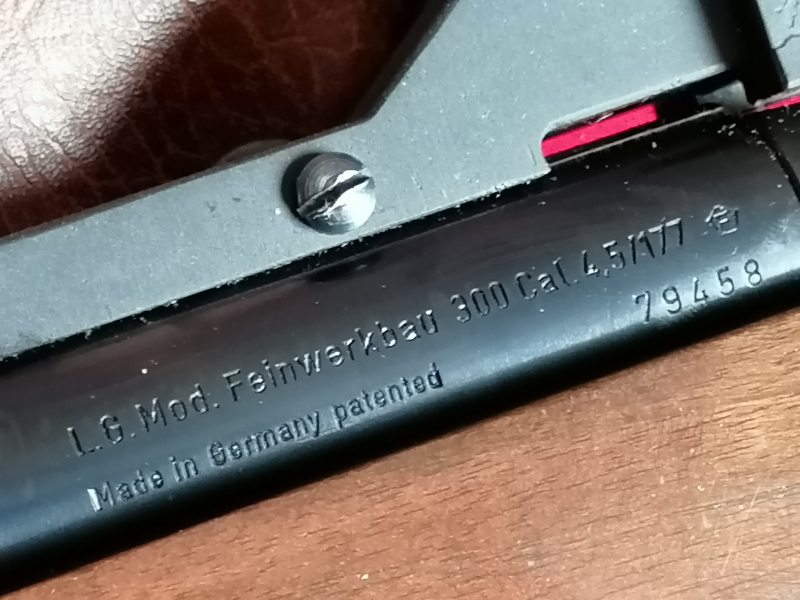 L.G. Mod. Feinwerkbau 300 Cal. 4,5/177
79458
Made in Germany patented